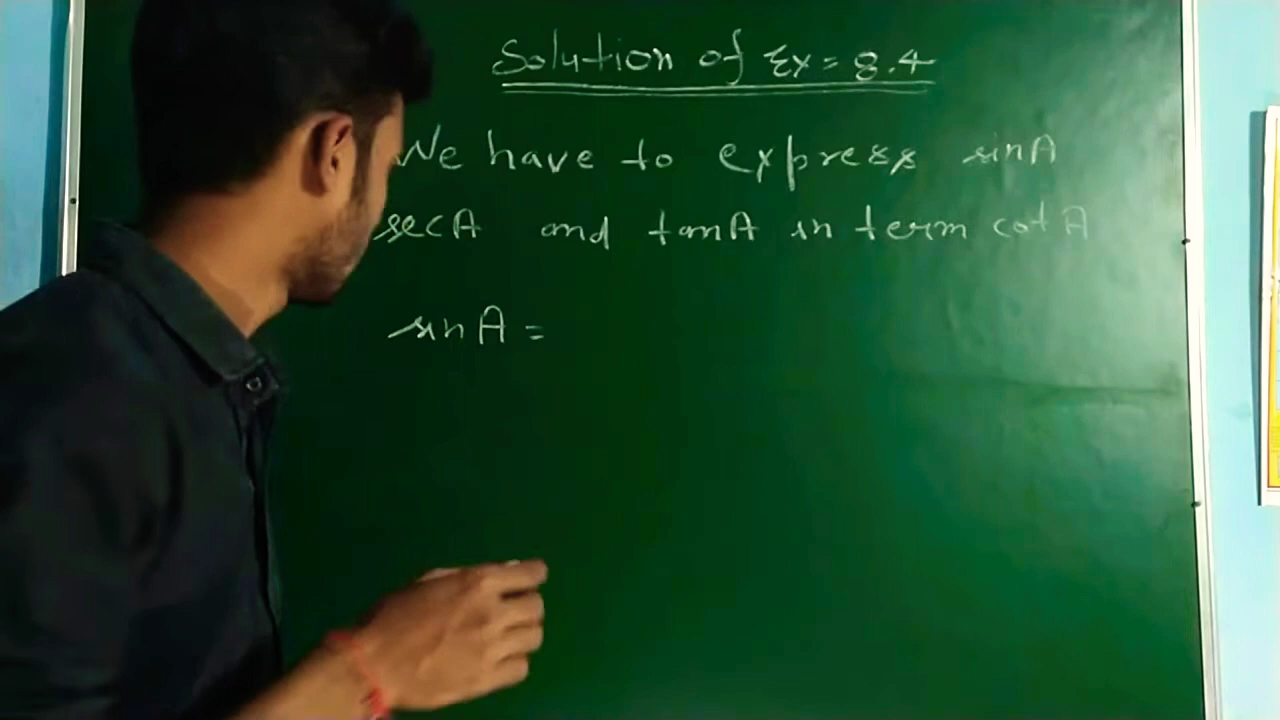 Solution of Ex = 8.4
We have to express sinA
secA and tanA in term cotA
sinA =